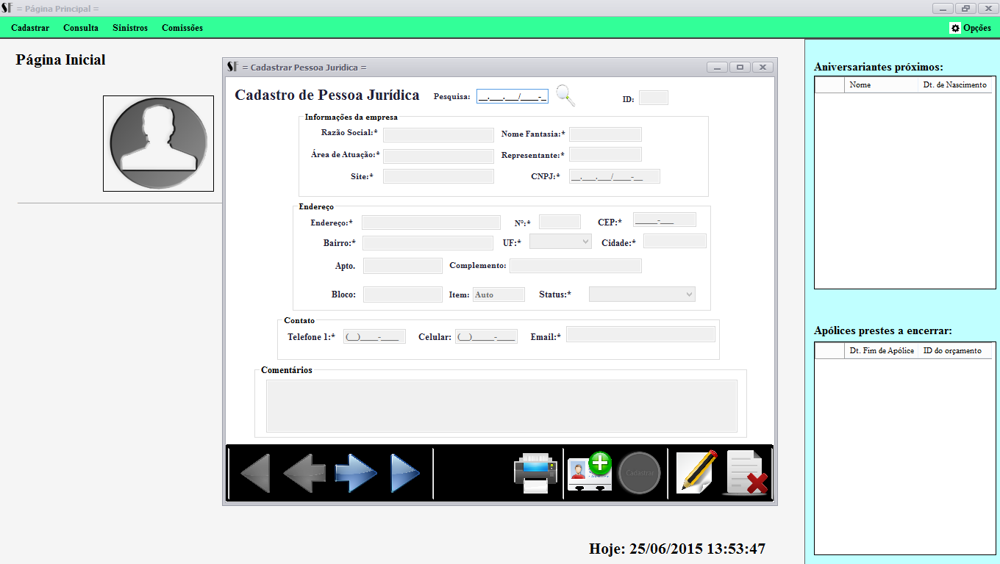 SF = Página Principal =
Cadastrar Consulta Sinistros Comissões Opções
Página Inicial
SF = Cadastrar Pessoa Juridica =
Cadastro de Pessoa Jurídica Pesquisa: __.___.___/____-_ ID:
Informações da empresa
Razão Social:* Nome Fantasia:*
Área de Atuação:* Representante:*
Site:* CNPJ:* __.___.___/____-__
Endereço
Endereço:* Nº:* CEP:* _____-___
Bairro:* UF:* Cidade:*
Apto. Complemento:
Bloco: Item: Auto Status:*
Contato
Telefone 1:* (__)____-____ Celular: (__)_____-____ Email:*
Comentários
Cadastrar
Aniversariantes próximos:
Nome Dt. de Nascimento
Apólices prestes a encerrar:
Dt. Fim de Apólice ID do orçamento
Hoje: 25/06/2015 13:53:47